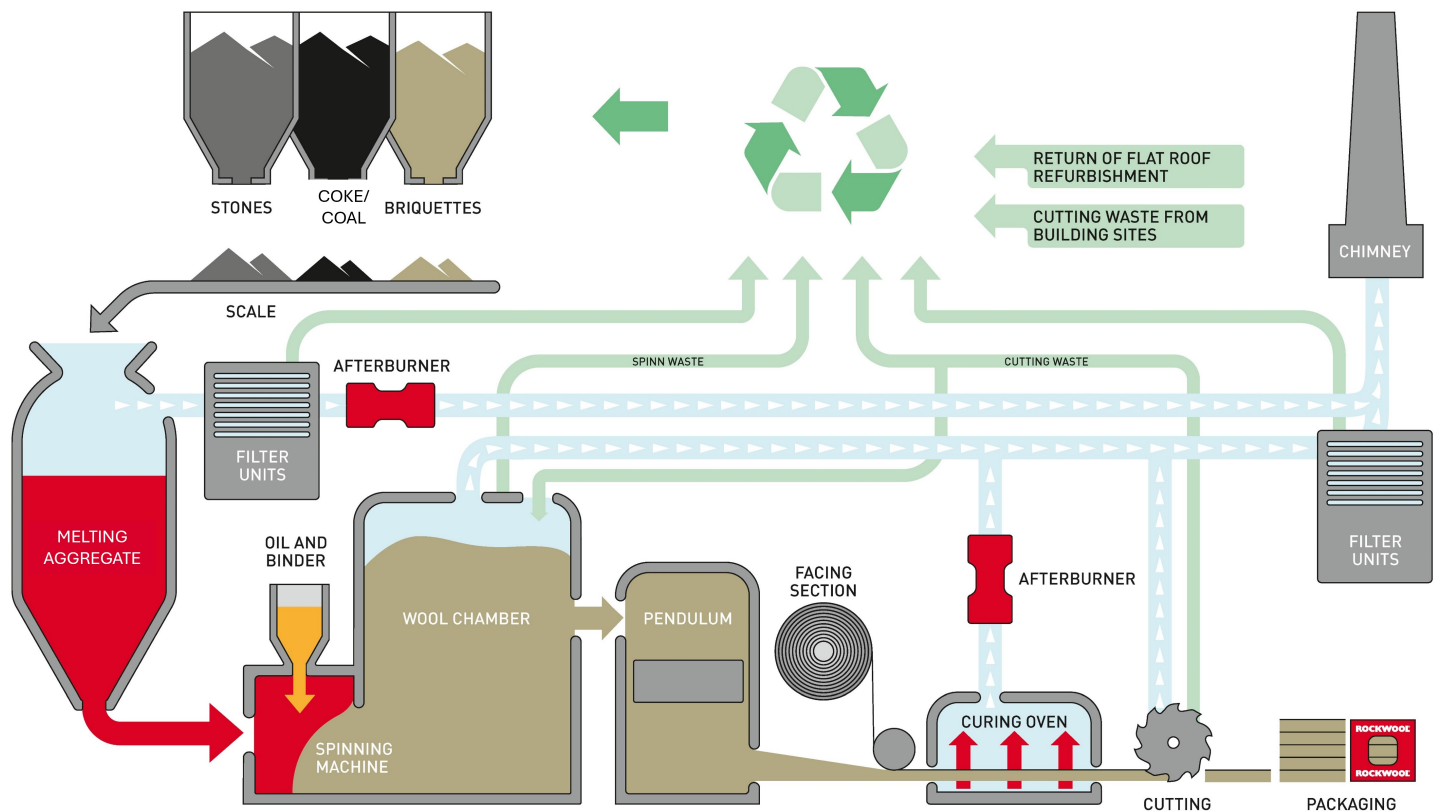 STONES
COKE/
COAL
BRIQUETTES
RETURN OF FLAT ROOF
REFURBISHMENT
CUTTING WASTE FROM
BUILDING SITES
CHIMNEY
SCALE
AFTERBURNER
SPINN WASTE
CUTTING WASTE
FILTER
UNITS
MELTING
AGGREGATE
OIL AND
BINDER
FILTER
UNITS
FACING
SECTION
AFTERBURNER
WOOL CHAMBER
PENDULUM
CURING OVEN
SPINNING
MACHINE
ROCKWOOL
ROCKWOOL
CUTTING
PACKAGING